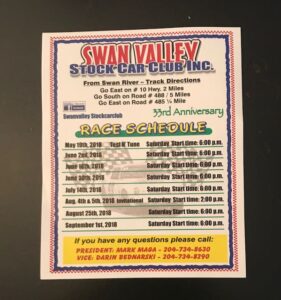 SWAN VALLEY
STOCK CAR CLUB INC.
From Swan River - Track Directions
Go East on # 10 Hwy. 2 Miles
Go South on Road # 488 / 5 Miles
Go East on Road # 485 ¼ Mile
Swanvalley Stockcarclub
33rd Anniversary
RACE SCHEDULE
May 19th, 2018 Test N Tune Saturday Start time: 6:00 p.m.
June 2nd, 2018 Saturday Start time: 6:00 p.m.
June 16th, 2018 Saturday Start time: 6:00 p.m.
June 30th, 2018 Saturday Start time: 6:00 p.m.
July 14th, 2018 Saturday Start Time: 6:00 p.m.
Aug. 4th & 5th, 2018 Invitational Saturday Start Time: 2:00 p.m.
August 25th, 2018 Saturday Start Time: 6:00 p.m.
September 1st, 2018 Saturday Start Time: 6:00 p.m.
If you have any questions please call:
PRESIDENT: MARK MAGA - 204-734-8630
VICE: DARIN BEDNARSKI - 204-734-8290